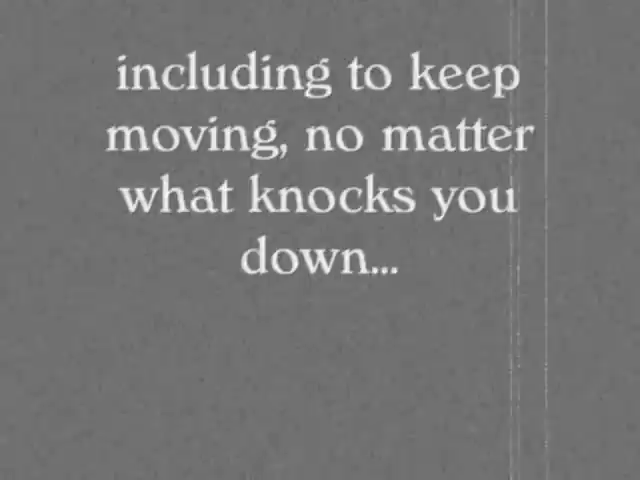 including to keep
moving, no matter
what knocks you
down...